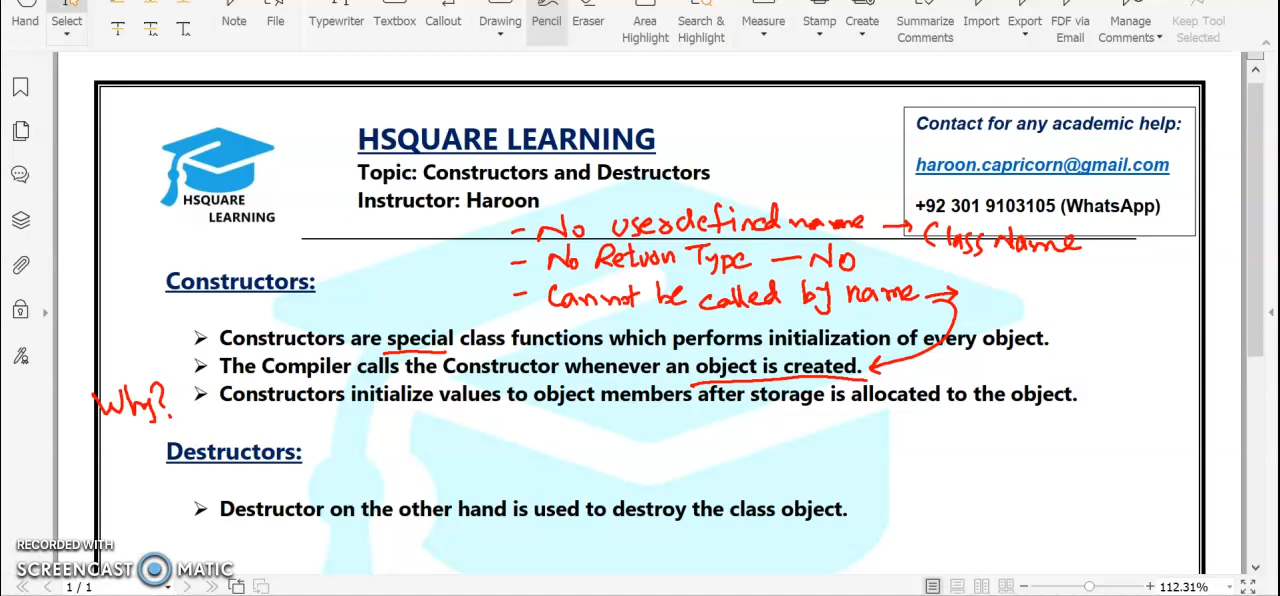 Hand Select Note File Typewriter Textbox Callout Drawing Pencil Eraser Area Highlight Search & Highlight Measure Stamp Create Summarize Comments Import Export FDF via Email Manage Comments Keep Tool Selected
HSQUARE LEARNING
Topic: Constructors and Destructors
Instructor: Haroon
HSQUARE
LEARNING
Contact for any academic help:
haroon.capricorn@gmail.com
+92 301 9103105 (WhatsApp)
- No userdefined name → Class Name
- No Return Type — No
- Cannot be called by name
Constructors:
➢ Constructors are special class functions which performs initialization of every object.
➢ The Compiler calls the Constructor whenever an object is created.
Why?
➢ Constructors initialize values to object members after storage is allocated to the object.
Destructors:
➢ Destructor on the other hand is used to destroy the class object.
RECORDED WITH
SCREENCAST MATIC
1 / 1
112.31%